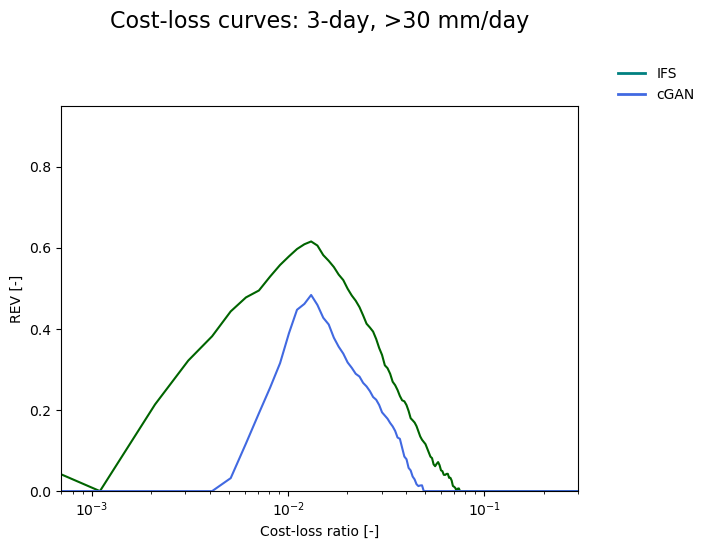 Cost-loss curves: 3-day, >30 mm/day
IFS
cGAN
0.8
0.6
0.4
0.2
0.0
REV [-]
10⁻³
10⁻²
10⁻¹
Cost-loss ratio [-]